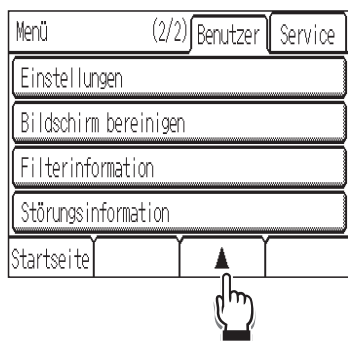 Menü (2/2) Benutzer Service
Einstellungen
Bildschirm bereinigen
Filterinformation
Störungsinformation
Startseite